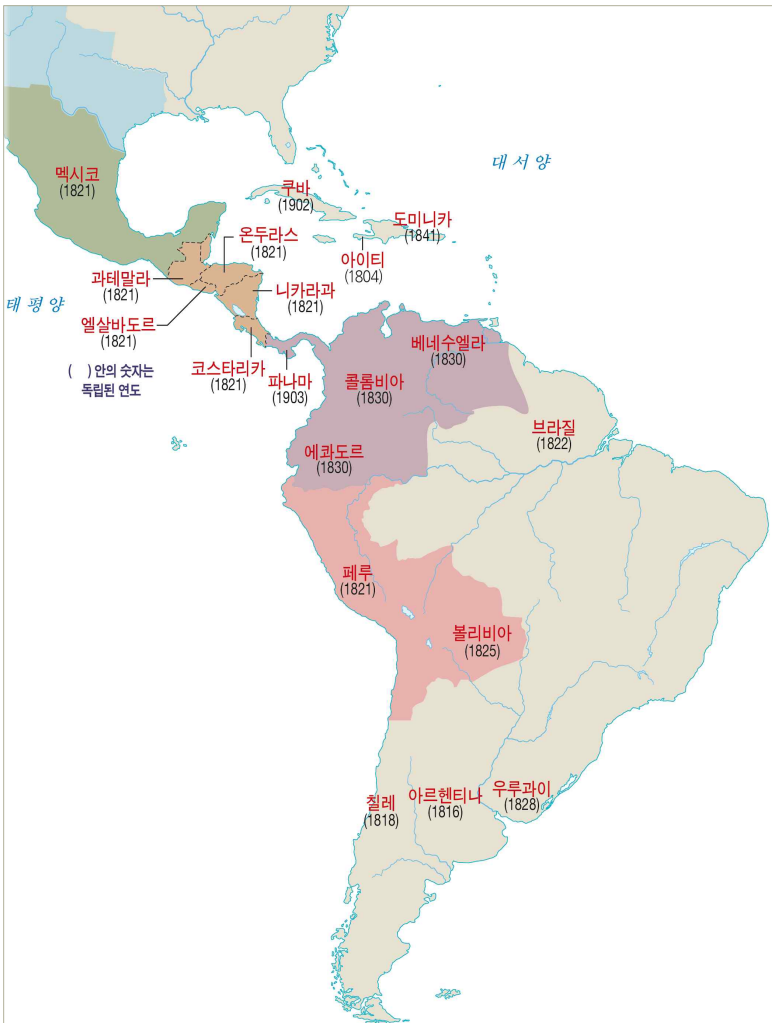 대서양
멕시코
(1821)
쿠바
(1902)
도미니카
(1841)
온두라스
(1821)
아이티
(1804)
과테말라
(1821)
니카라과
(1821)
태평양
엘살바도르
(1821)
베네수엘라
(1830)
( ) 안의 숫자는
독립된 연도
코스타리카
(1821)
파나마
(1903)
콜롬비아
(1830)
브라질
(1822)
에콰도르
(1830)
페루
(1821)
볼리비아
(1825)
칠레
(1818)
아르헨티나
(1816)
우루과이
(1828)